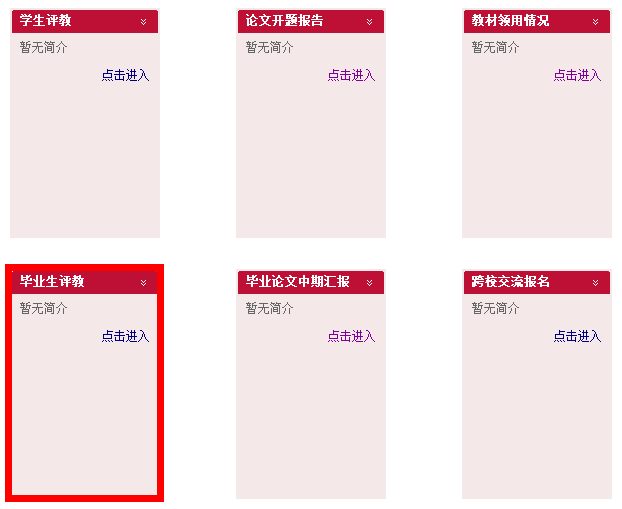 学生评教
暂无简介
点击进入
论文开题报告
暂无简介
点击进入
教材领用情况
暂无简介
点击进入
毕业生评教
暂无简介
点击进入
毕业论文中期汇报
暂无简介
点击进入
跨校交流报名
暂无简介
点击进入